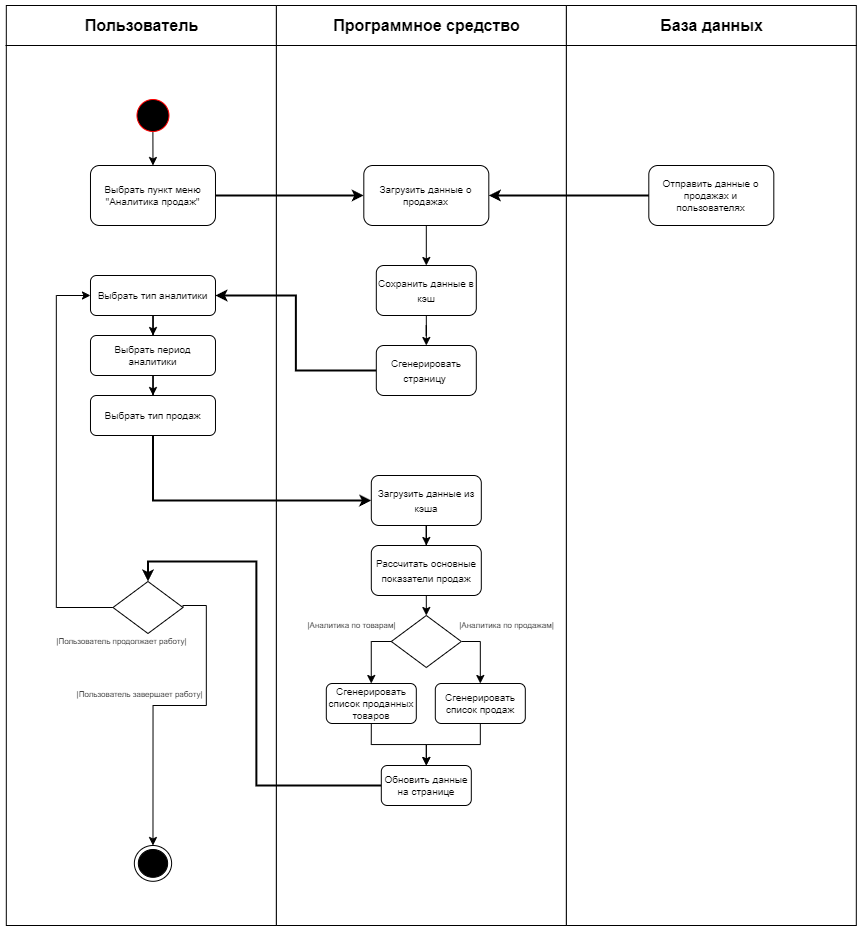 Пользователь
Программное средство
База данных
Выбрать пункт меню
"Аналитика продаж"
Загрузить данные о
продажах
Отправить данные о
продажах и
пользователях
Сохранить данные в
кэш
Выбрать тип аналитики
Выбрать период
аналитики
Сгенерировать
страницу
Выбрать тип продаж
Загрузить данные из
кэша
Рассчитать основные
показатели продаж
|Аналитика по товарам|
|Аналитика по продажам|
|Пользователь продолжает работу|
|Пользователь завершает работу|
Сгенерировать
список проданных
товаров
Сгенерировать
список продаж
Обновить данные
на странице